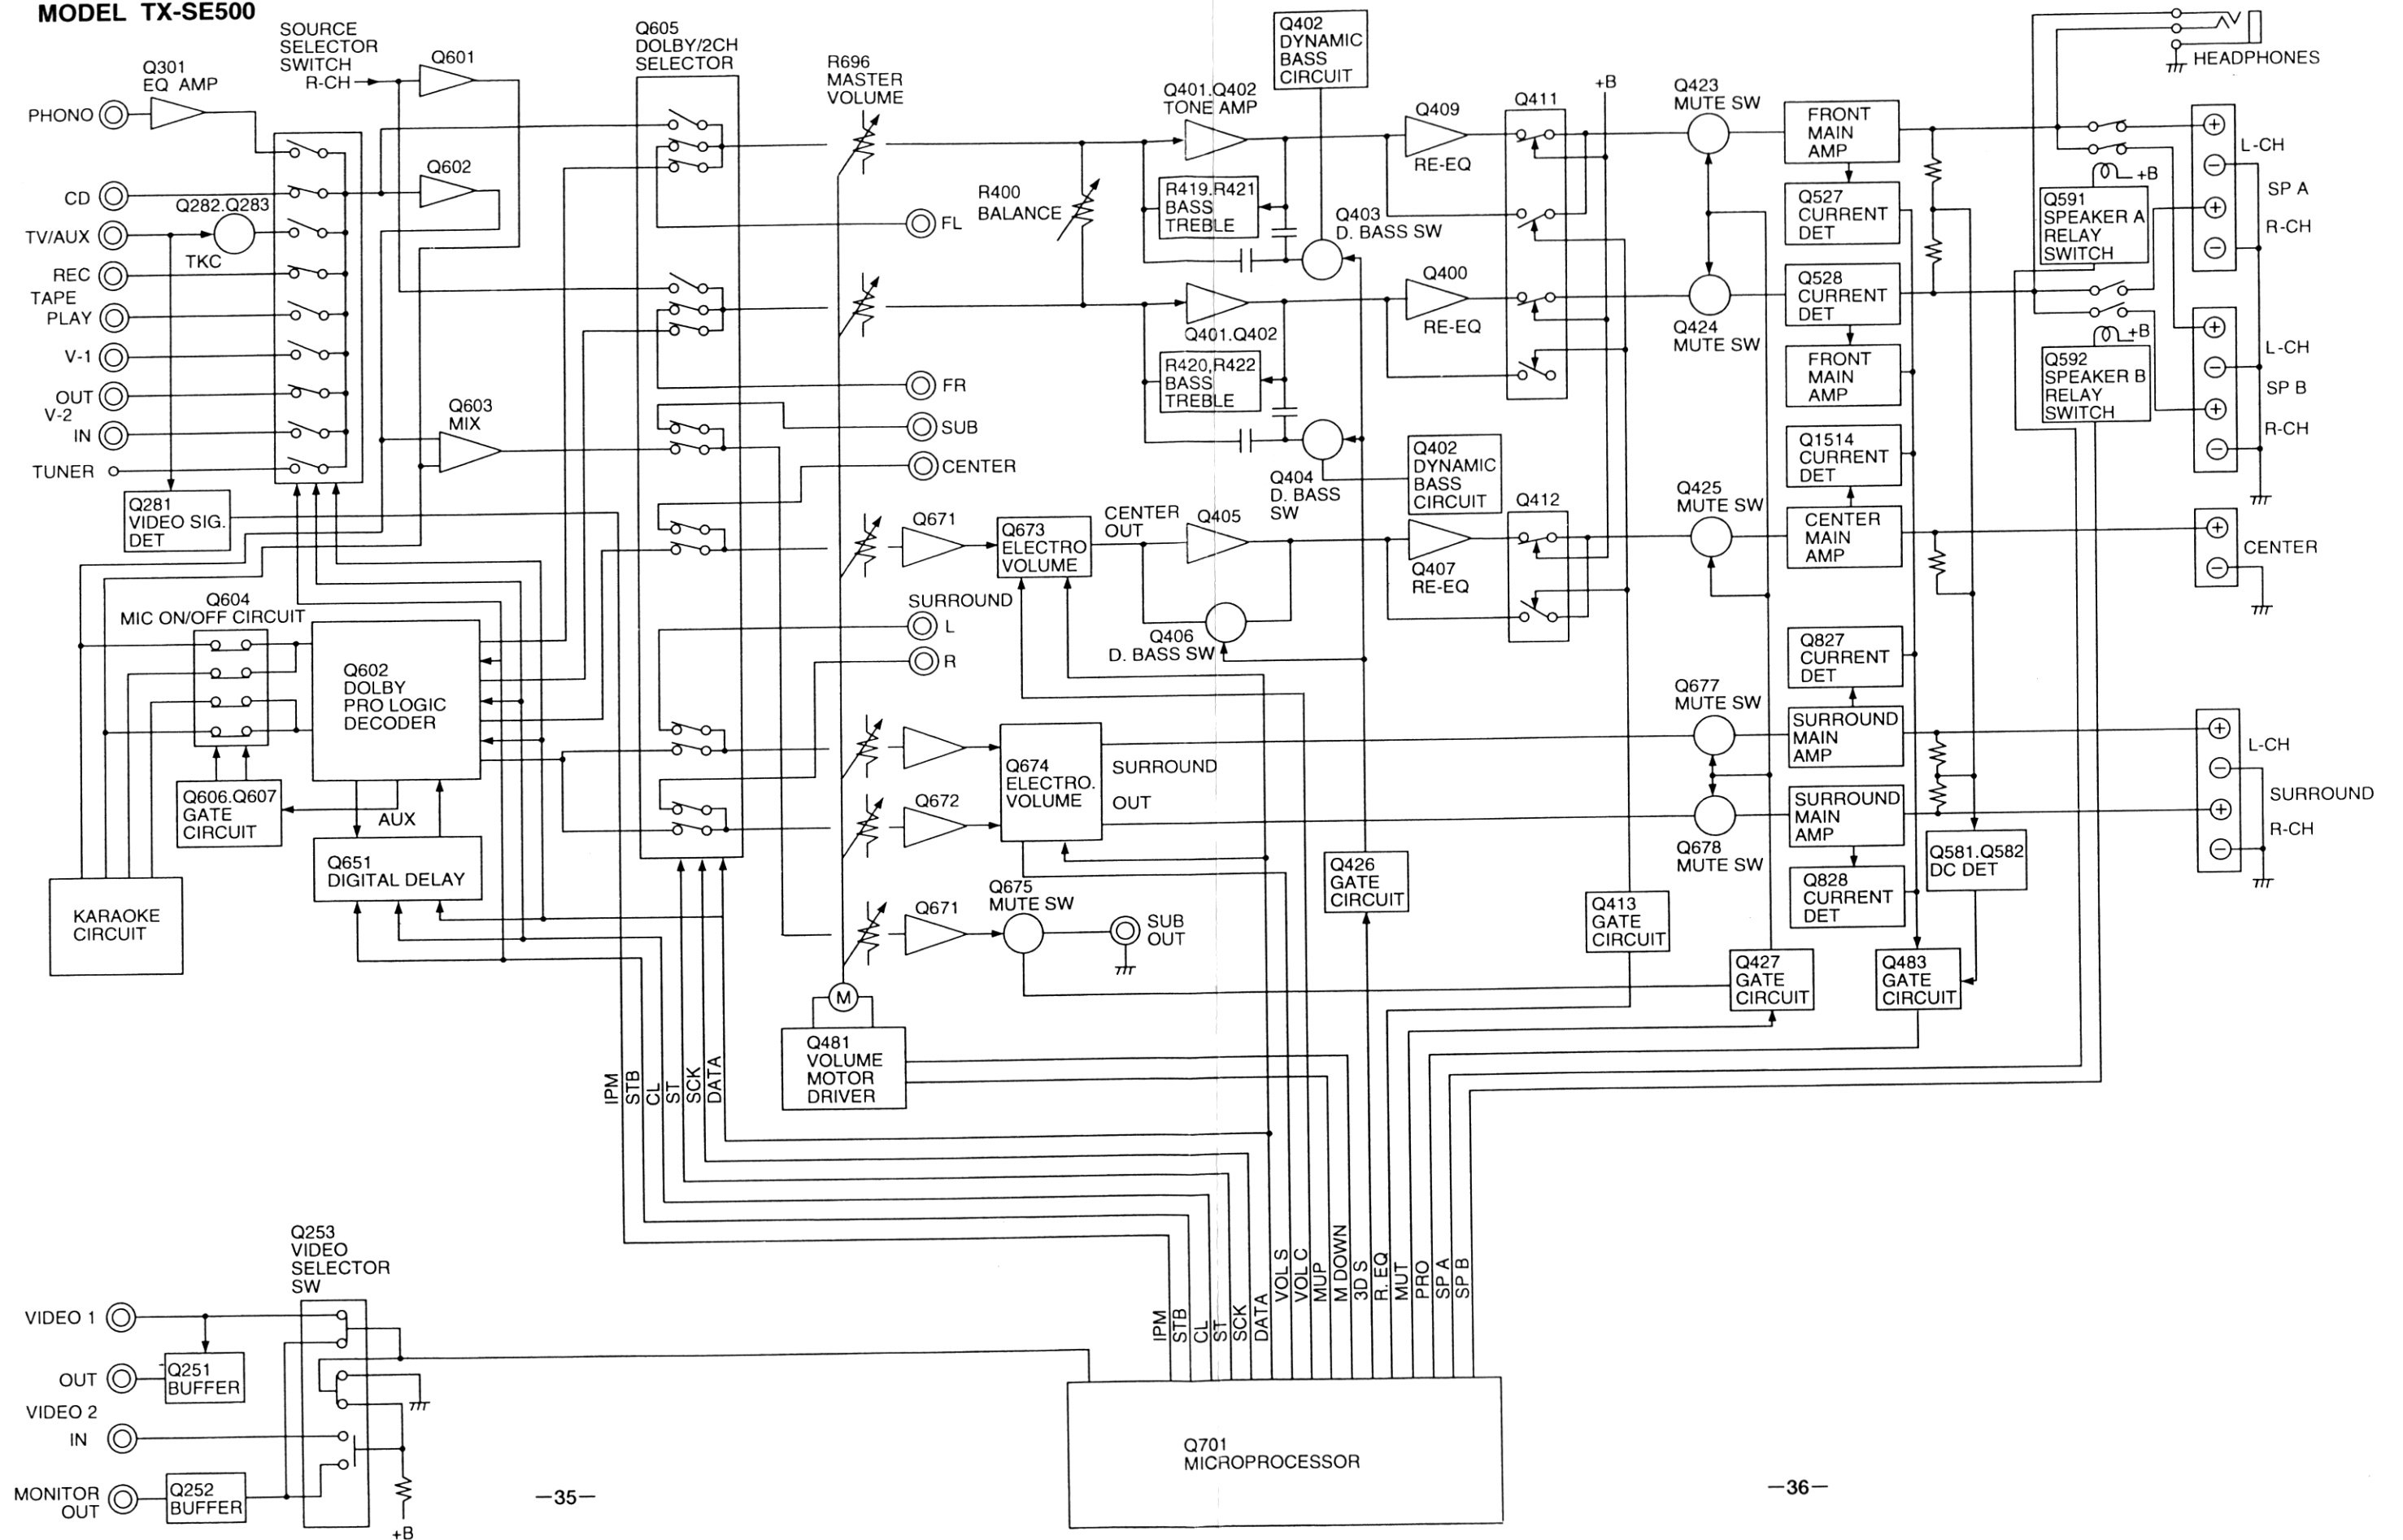 MODEL TX-SE500
SOURCE
SELECTOR
SWITCH
R-CH
Q601
Q301
EQ AMP
PHONO
Q602
CD
Q282.Q283
TV/AUX
TKC
REC
TAPE
PLAY
V-1
OUT
V-2
IN
TUNER
Q603
MIX
Q281
VIDEO SIG.
DET
Q604
MIC ON/OFF CIRCUIT
Q602
DOLBY
PRO LOGIC
DECODER
Q606.Q607
GATE
CIRCUIT
AUX
Q651
DIGITAL DELAY
KARAOKE
CIRCUIT
Q605
DOLBY/2CH
SELECTOR
R696
MASTER
VOLUME
FL
FR
SUB
CENTER
SURROUND
L
R
Q671
Q673
ELECTRO
VOLUME
CENTER
OUT
Q672
Q674
ELECTRO.
VOLUME
SURROUND
OUT
Q671
Q675
MUTE SW
SUB
OUT
M
Q481
VOLUME
MOTOR
DRIVER
R400
BALANCE
Q401.Q402
TONE AMP
Q402
DYNAMIC
BASS
CIRCUIT
R419.R421
BASS
TREBLE
Q403
D. BASS SW
Q409
RE-EQ
Q411
+B
Q401.Q402
R420,R422
BASS
TREBLE
Q400
RE-EQ
Q404
D. BASS
SW
Q402
DYNAMIC
BASS
CIRCUIT
Q405
Q406
D. BASS SW
Q407
RE-EQ
Q412
Q426
GATE
CIRCUIT
Q413
GATE
CIRCUIT
Q423
MUTE SW
Q424
MUTE SW
Q425
MUTE SW
Q677
MUTE SW
Q678
MUTE SW
Q427
GATE
CIRCUIT
FRONT
MAIN
AMP
Q527
CURRENT
DET
Q528
CURRENT
DET
FRONT
MAIN
AMP
Q1514
CURRENT
DET
CENTER
MAIN
AMP
Q827
CURRENT
DET
SURROUND
MAIN
AMP
SURROUND
MAIN
AMP
Q828
CURRENT
DET
Q581.Q582
DC DET
Q483
GATE
CIRCUIT
HEADPHONES
+B
Q591
SPEAKER A
RELAY
SWITCH
+B
Q592
SPEAKER B
RELAY
SWITCH
L-CH
SP A
R-CH
L-CH
SP B
R-CH
CENTER
L-CH
SURROUND
R-CH
IPM
STB
CL
ST
SCK
DATA
IPM
STB
CL
ST
SCK
DATA
VOL S
VOL C
MUP
M DOWN
3D S
R. EQ
MUT
PRO
SP A
SP B
Q701
MICROPROCESSOR
Q253
VIDEO
SELECTOR
SW
VIDEO 1
Q251
BUFFER
OUT
VIDEO 2
IN
MONITOR
OUT
Q252
BUFFER
+B
—35—
—36—